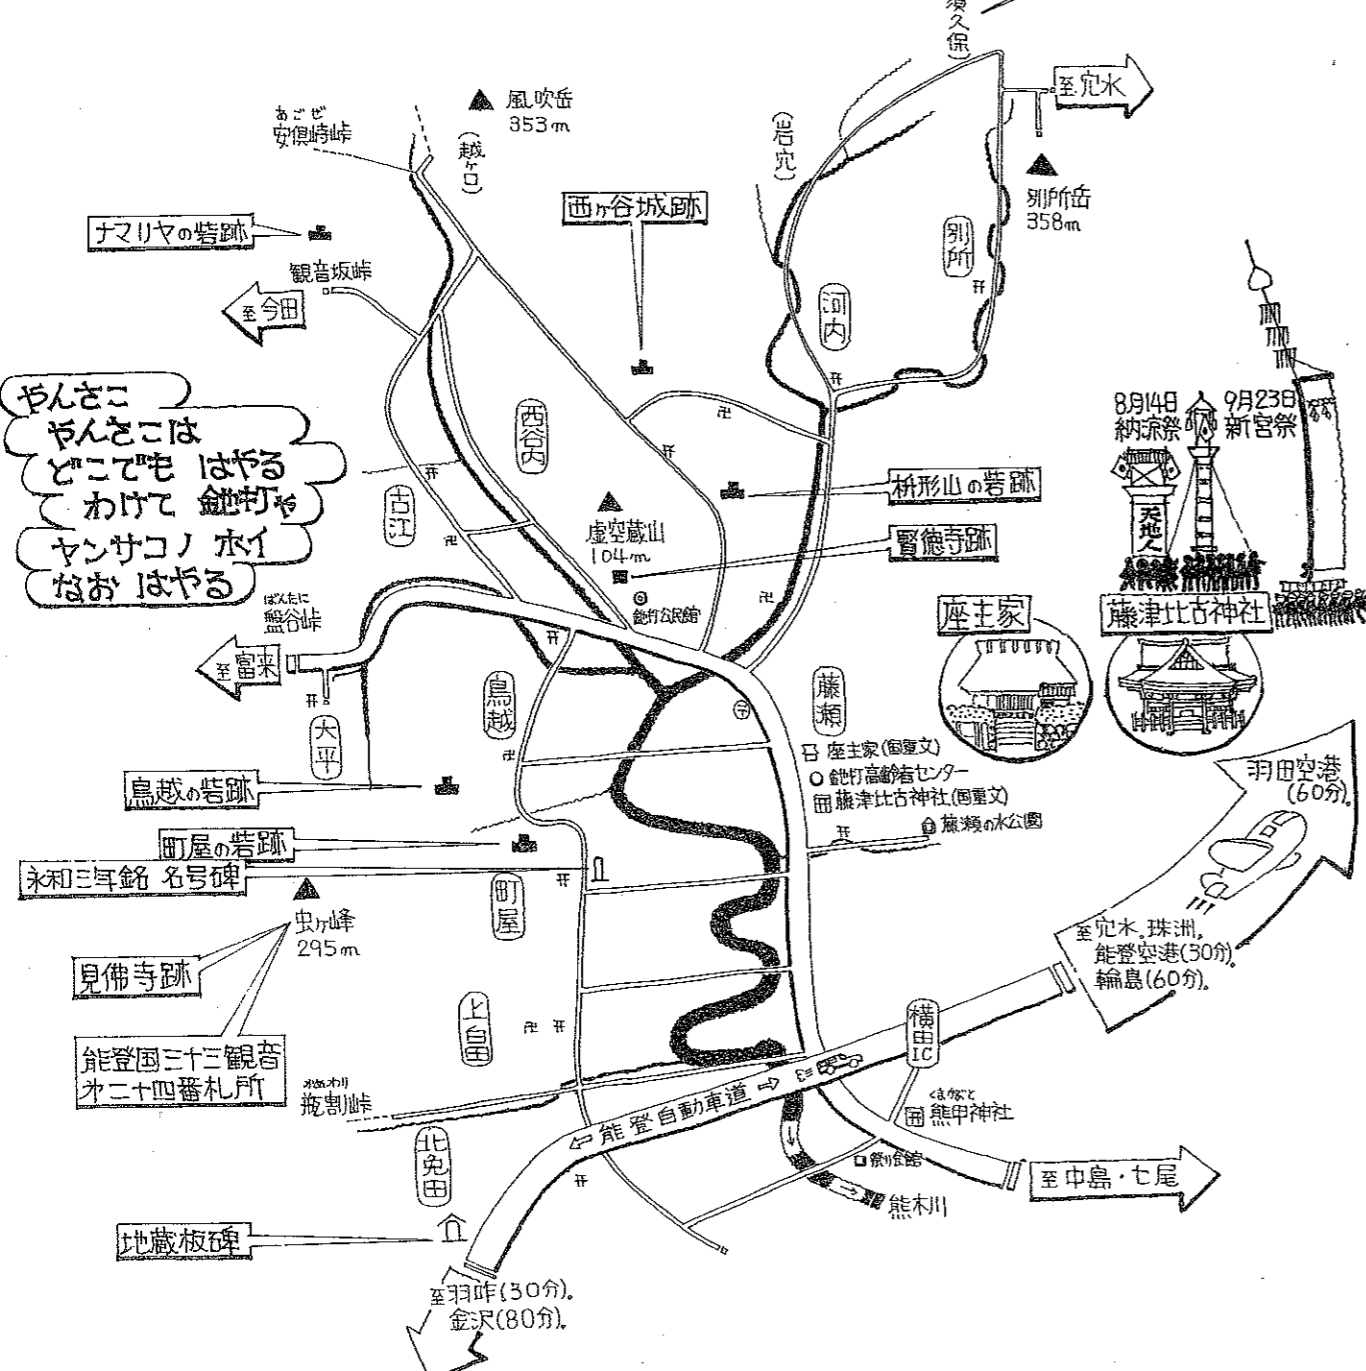 須久保)
至穴水
風吹岳
353m
あごぜ
安倶峙峠
(越ヶ口)
(岩穴)
別所岳
358m
西ヶ谷城跡
ナマリヤの砦跡
別所
観音坂峠
至今田
河内
やんさこ
やんさこは
どこでも はやる
わけて 釶打や
ヤンサコノ ホイ
なお はやる
8月14日
納涼祭
9月23日
新宮祭
西谷内
古江
枡形山の砦跡
天地人
虚空蔵山
104m
賢徳寺跡
釶打公民館
ばんたに
盤谷峠
座主家
藤津比古神社
至富来
鳥越
藤瀬
大平
座主家(国重文)
釶打高齢者センター
藤津比古神社(国重文)
藤瀬の水公園
羽田空港
(60分)
鳥越の砦跡
町屋の砦跡
永和三年銘 名号碑
町屋
虫ヶ峰
295m
至穴水.珠洲.
能登空港(30分).
輪島(60分).
見佛寺跡
上畠田
横田
IC
能登国三十三観音
第二十四番札所
かめわり
瓶割峠
能登自動車道
くまかぶと
熊甲神社
北免田
祭り会館
至中島・七尾
熊木川
地蔵板碑
至羽咋(30分).
金沢(80分).